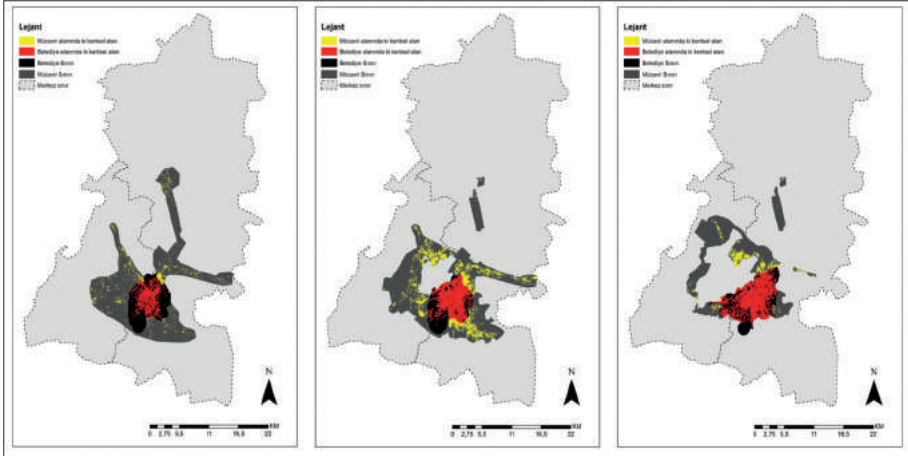 Lejant
Mücavir alanında ki kentsel alan
Belediye alanında ki kentsel alan
Belediye Sınırı
Mücavir Sınırı
Merkez sınır
N
KM
0 2,75 5,5 11 16,5 22
Lejant
Mücavir alanında ki kentsel alan
Belediye alanında ki kentsel alan
Belediye Sınırı
Mücavir Sınırı
Merkez sınır
N
KM
0 2,75 5,5 11 16,5 22
Lejant
Mücavir alanında ki kentsel alan
Belediye alanında ki kentsel alan
Belediye Sınırı
Mücavir Sınırı
Merkez sınır
N
KM
0 2,75 5,5 11 16,5 22